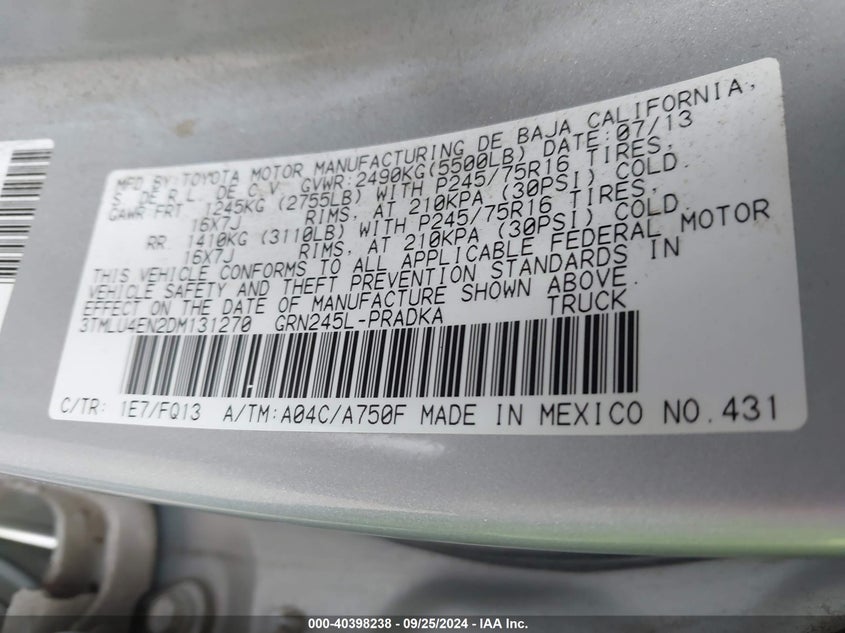 MFD BY:TOYOTA MOTOR MANUFACTURING DE BAJA CALIFORNIA,
S. DE R.L. DE C.V. GVWR:2490KG(5500LB) DATE:07/13
GAWR FRT 1245KG (2755LB) WITH P245/75R16 TIRES,
16X7J RIMS, AT 210KPA (30PSI) COLD.
RR 1410KG (3110LB) WITH P245/75R16 TIRES,
16X7J RIMS, AT 210KPA (30PSI) COLD.
THIS VEHICLE CONFORMS TO ALL APPLICABLE FEDERAL MOTOR
VEHICLE SAFETY AND THEFT PREVENTION STANDARDS IN
EFFECT ON THE DATE OF MANUFACTURE SHOWN ABOVE.
3TMLU4EN2DM131270 GRN245L-PRADKA TRUCK
C/TR: 1E7/FQ13 A/TM:A04C/A750F MADE IN MEXICO NO.431
000-40398238 - 09/25/2024 - IAA Inc.